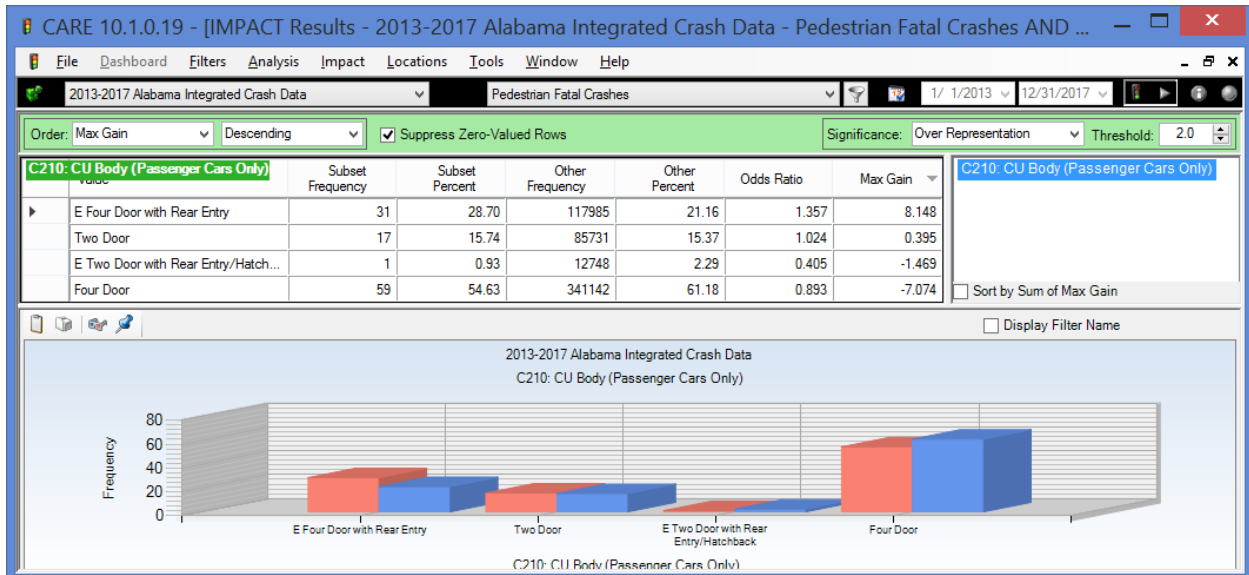 CARE 10.1.0.19 - [IMPACT Results - 2013-2017 Alabama Integrated Crash Data - Pedestrian Fatal Crashes AND ...
File Dashboard Filters Analysis Impact Locations Tools Window Help
2013-2017 Alabama Integrated Crash Data Pedestrian Fatal Crashes 12 1/ 1/2013 12/31/2017
Order: Max Gain Descending Suppress Zero-Valued Rows Significance: Over Representation Threshold: 2.0
C210: CU Body (Passenger Cars Only) Subset Frequency Subset Percent Other Frequency Other Percent Odds Ratio Max Gain C210: CU Body (Passenger Cars Only)
E Four Door with Rear Entry 31 28.70 117985 21.16 1.357 8.148
Two Door 17 15.74 85731 15.37 1.024 0.395
E Two Door with Rear Entry/Hatch... 1 0.93 12748 2.29 0.405 -1.469
Four Door 59 54.63 341142 61.18 0.893 -7.074
Sort by Sum of Max Gain
Display Filter Name
2013-2017 Alabama Integrated Crash Data
C210: CU Body (Passenger Cars Only)
Frequency
80
60
40
20
0
E Four Door with Rear Entry Two Door E Two Door with Rear Entry/Hatchback Four Door
C210: CU Body (Passenger Cars Only)